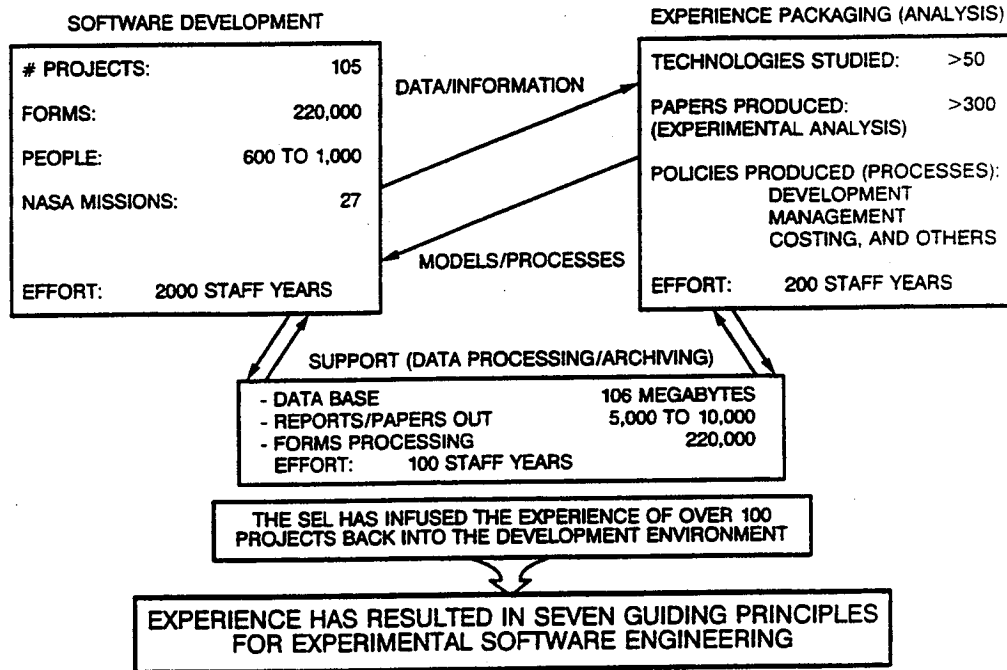 SOFTWARE DEVELOPMENT
# PROJECTS: 105
FORMS: 220,000
PEOPLE: 600 TO 1,000
NASA MISSIONS: 27
EFFORT: 2000 STAFF YEARS
DATA/INFORMATION
MODELS/PROCESSES
EXPERIENCE PACKAGING (ANALYSIS)
TECHNOLOGIES STUDIED: >50
PAPERS PRODUCED: >300
(EXPERIMENTAL ANALYSIS)
POLICIES PRODUCED (PROCESSES):
DEVELOPMENT
MANAGEMENT
COSTING, AND OTHERS
EFFORT: 200 STAFF YEARS
SUPPORT (DATA PROCESSING/ARCHIVING)
- DATA BASE 106 MEGABYTES
- REPORTS/PAPERS OUT 5,000 TO 10,000
- FORMS PROCESSING 220,000
EFFORT: 100 STAFF YEARS
THE SEL HAS INFUSED THE EXPERIENCE OF OVER 100
PROJECTS BACK INTO THE DEVELOPMENT ENVIRONMENT
EXPERIENCE HAS RESULTED IN SEVEN GUIDING PRINCIPLES
FOR EXPERIMENTAL SOFTWARE ENGINEERING